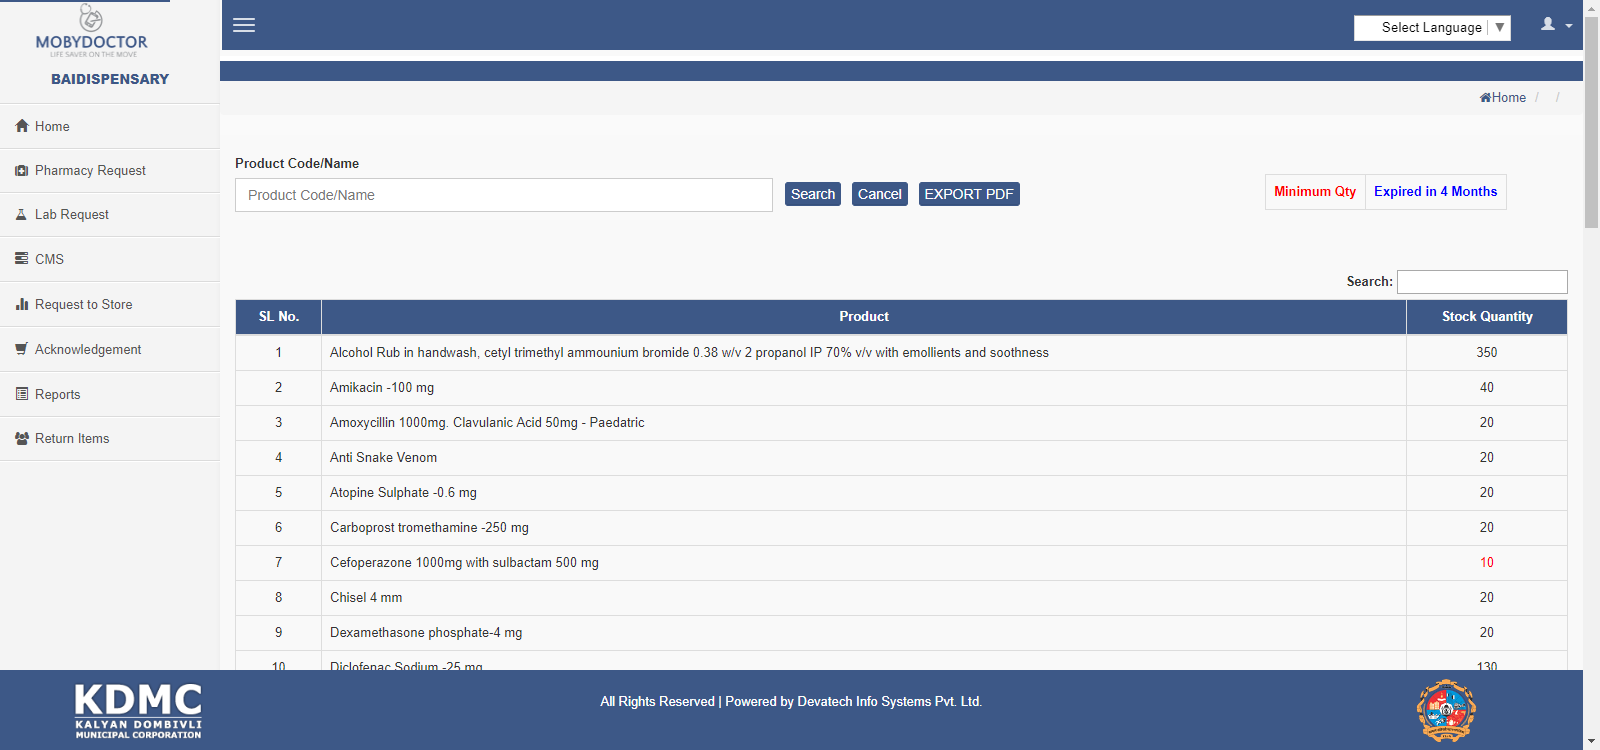 MOBYDOCTOR
LIFE SAVER ON THE MOVE
BAIDISPENSARY
Home
Pharmacy Request
Lab Request
CMS
Request to Store
Acknowledgement
Reports
Return Items
Select Language ▼
Home / /
Product Code/Name
Product Code/Name
Search Cancel EXPORT PDF
Minimum Qty Expired in 4 Months
Search:
SL No. Product Stock Quantity
1 Alcohol Rub in handwash, cetyl trimethyl ammounium bromide 0.38 w/v 2 propanol IP 70% v/v with emollients and soothness 350
2 Amikacin -100 mg 40
3 Amoxycillin 1000mg. Clavulanic Acid 50mg - Paedatric 20
4 Anti Snake Venom 20
5 Atopine Sulphate -0.6 mg 20
6 Carboprost tromethamine -250 mg 20
7 Cefoperazone 1000mg with sulbactam 500 mg 10
8 Chisel 4 mm 20
9 Dexamethasone phosphate-4 mg 20
10 Diclofenac Sodium -25 mg 130
KDMC
KALYAN DOMBIVLI
MUNICIPAL CORPORATION
All Rights Reserved | Powered by Devatech Info Systems Pvt. Ltd.